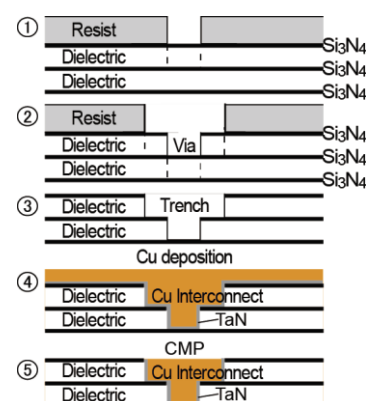 ① Resist
Si3N4
Dielectric
Si3N4
Dielectric
Si3N4
② Resist
Si3N4
Dielectric Via
Si3N4
Dielectric
Si3N4
③ Dielectric Trench
Dielectric
Cu deposition
④
Dielectric Cu Interconnect
Dielectric TaN
CMP
⑤ Dielectric Cu Interconnect
Dielectric TaN